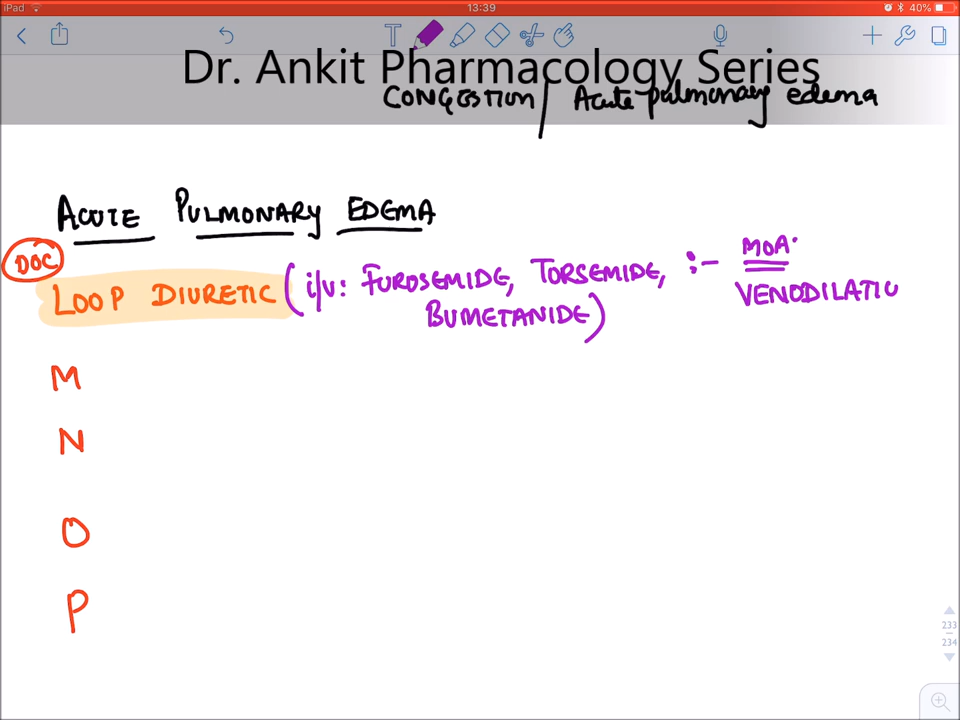 iPad 13:39 40%
Dr. Ankit Pharmacology Series
CONGESTION / Acute pulmonary edema
ACUTE PULMONARY EDEMA
DOC
LOOP DIURETIC (i/v: FUROSEMIDE, TORSEMIDE, :- MOA
BUMETANIDE) VENODILATIO
M
N
O
P
233
234